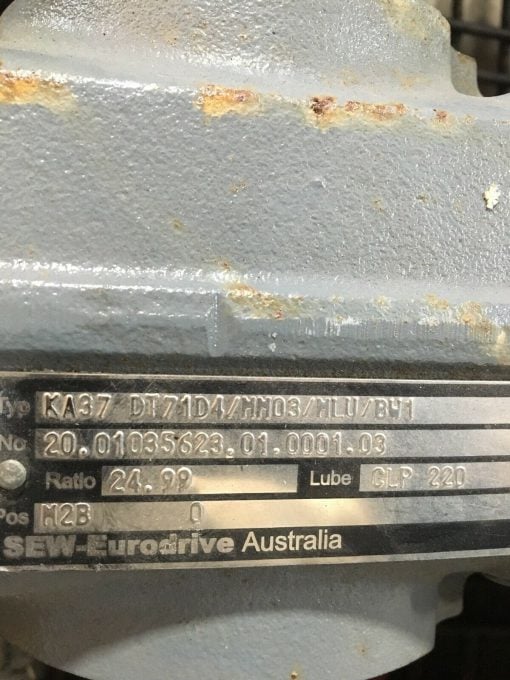 Type KA37 DT71D4/MM03/MLU/BW1
No 20.01035623.01.0001.03
Ratio 24.99 Lube CLP 220
Pos M2B 0
SEW-Eurodrive Australia